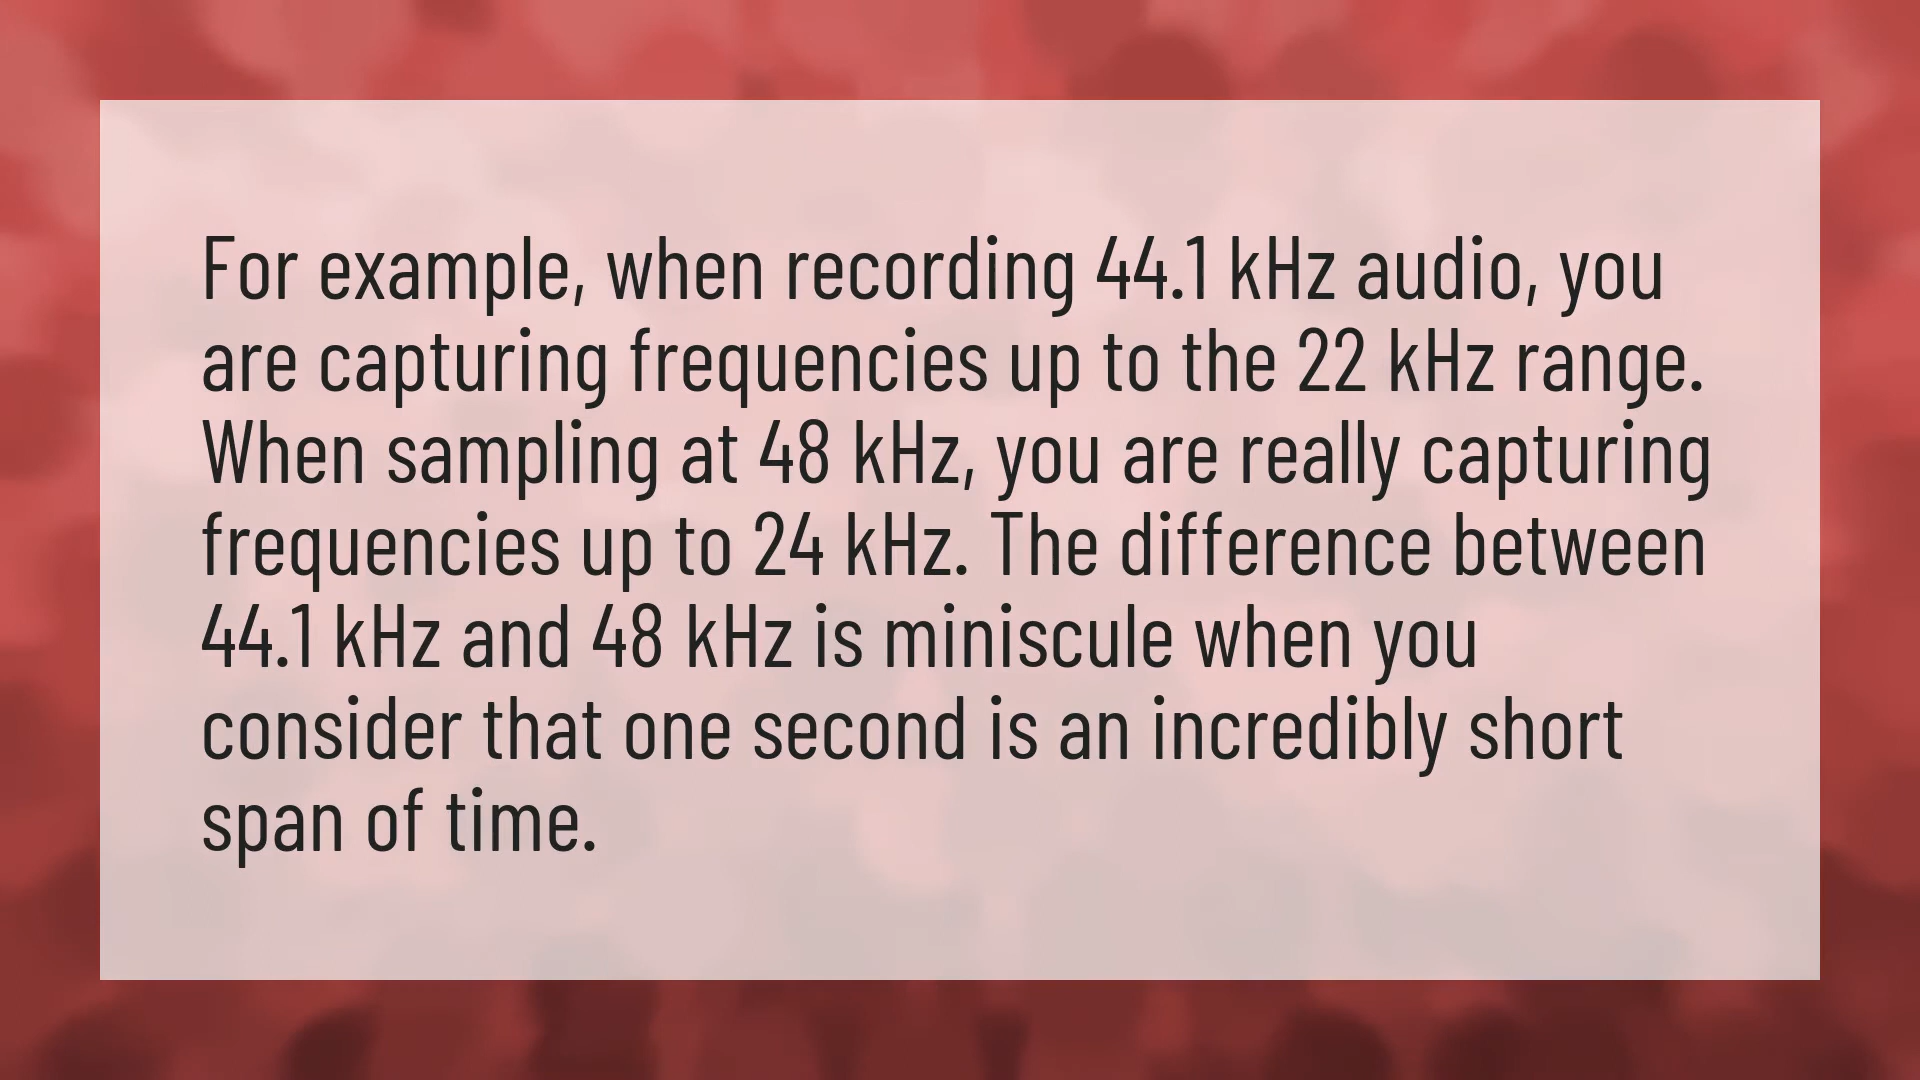 For example, when recording 44.1 kHz audio, you
are capturing frequencies up to the 22 kHz range.
When sampling at 48 kHz, you are really capturing
frequencies up to 24 kHz. The difference between
44.1 kHz and 48 kHz is miniscule when you
consider that one second is an incredibly short
span of time.